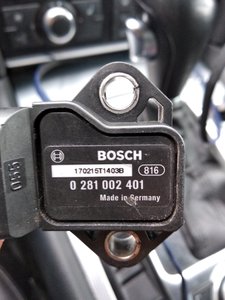 BOSCH
170215T1403B 816
0 281 002 401
Made in Germany